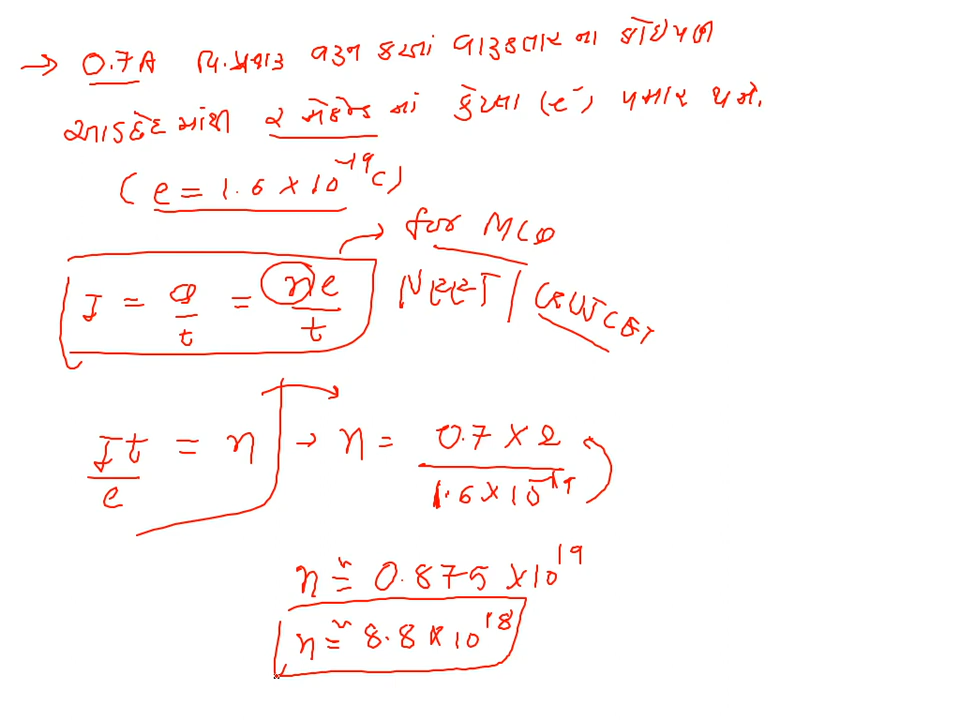 → 0.7A વિ.પ્રવાહ વહન કરતાં વાહકતાર ના કોઈપણ
આડછેદ માંથી ૨ સેકન્ડ માં કેટલા (e⁻) પસાર થશે.
(e = 1.6 × 10⁻¹⁹C)
→ for MCQ
I = Q/t = ne/t NEET / GUJCET
It/e = n → n = 0.7 × 2 / 1.6 × 10⁻¹⁹
n ≈ 0.875 × 10¹⁹
n ≈ 8.8 × 10¹⁸